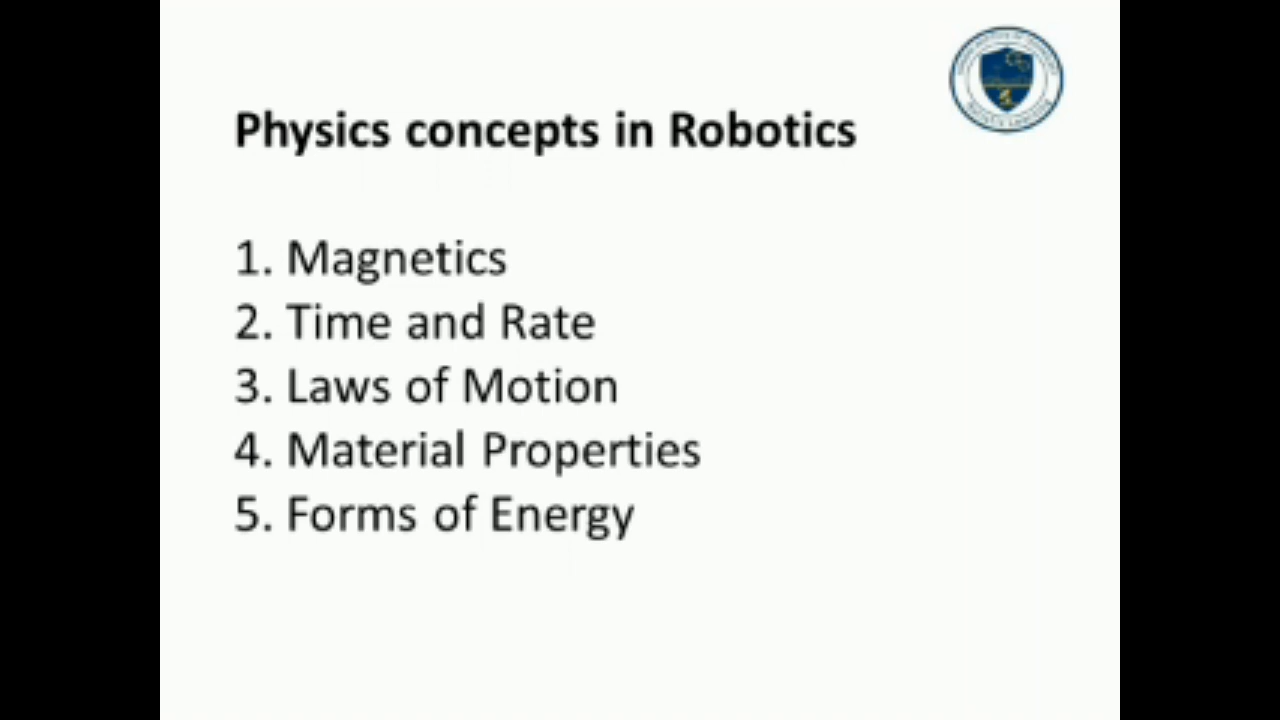 Physics concepts in Robotics
1. Magnetics
2. Time and Rate
3. Laws of Motion
4. Material Properties
5. Forms of Energy